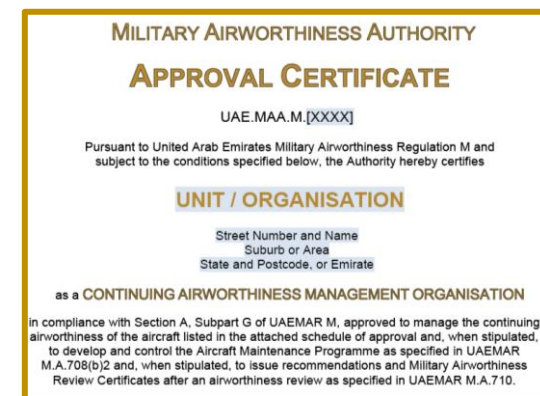 MILITARY AIRWORTHINESS AUTHORITY
APPROVAL CERTIFICATE
UAE.MAA.M.[XXXX]
Pursuant to United Arab Emirates Military Airworthiness Regulation M and
subject to the conditions specified below, the Authority hereby certifies
UNIT / ORGANISATION
Street Number and Name
Suburb or Area
State and Postcode, or Emirate
as a CONTINUING AIRWORTHINESS MANAGEMENT ORGANISATION
in compliance with Section A, Subpart G of UAEMAR M, approved to manage the continuing
airworthiness of the aircraft listed in the attached schedule of approval and, when stipulated,
to develop and control the Aircraft Maintenance Programme as specified in UAEMAR
M.A.708(b)2 and, when stipulated, to issue recommendations and Military Airworthiness
Review Certificates after an airworthiness review as specified in UAEMAR M.A.710.